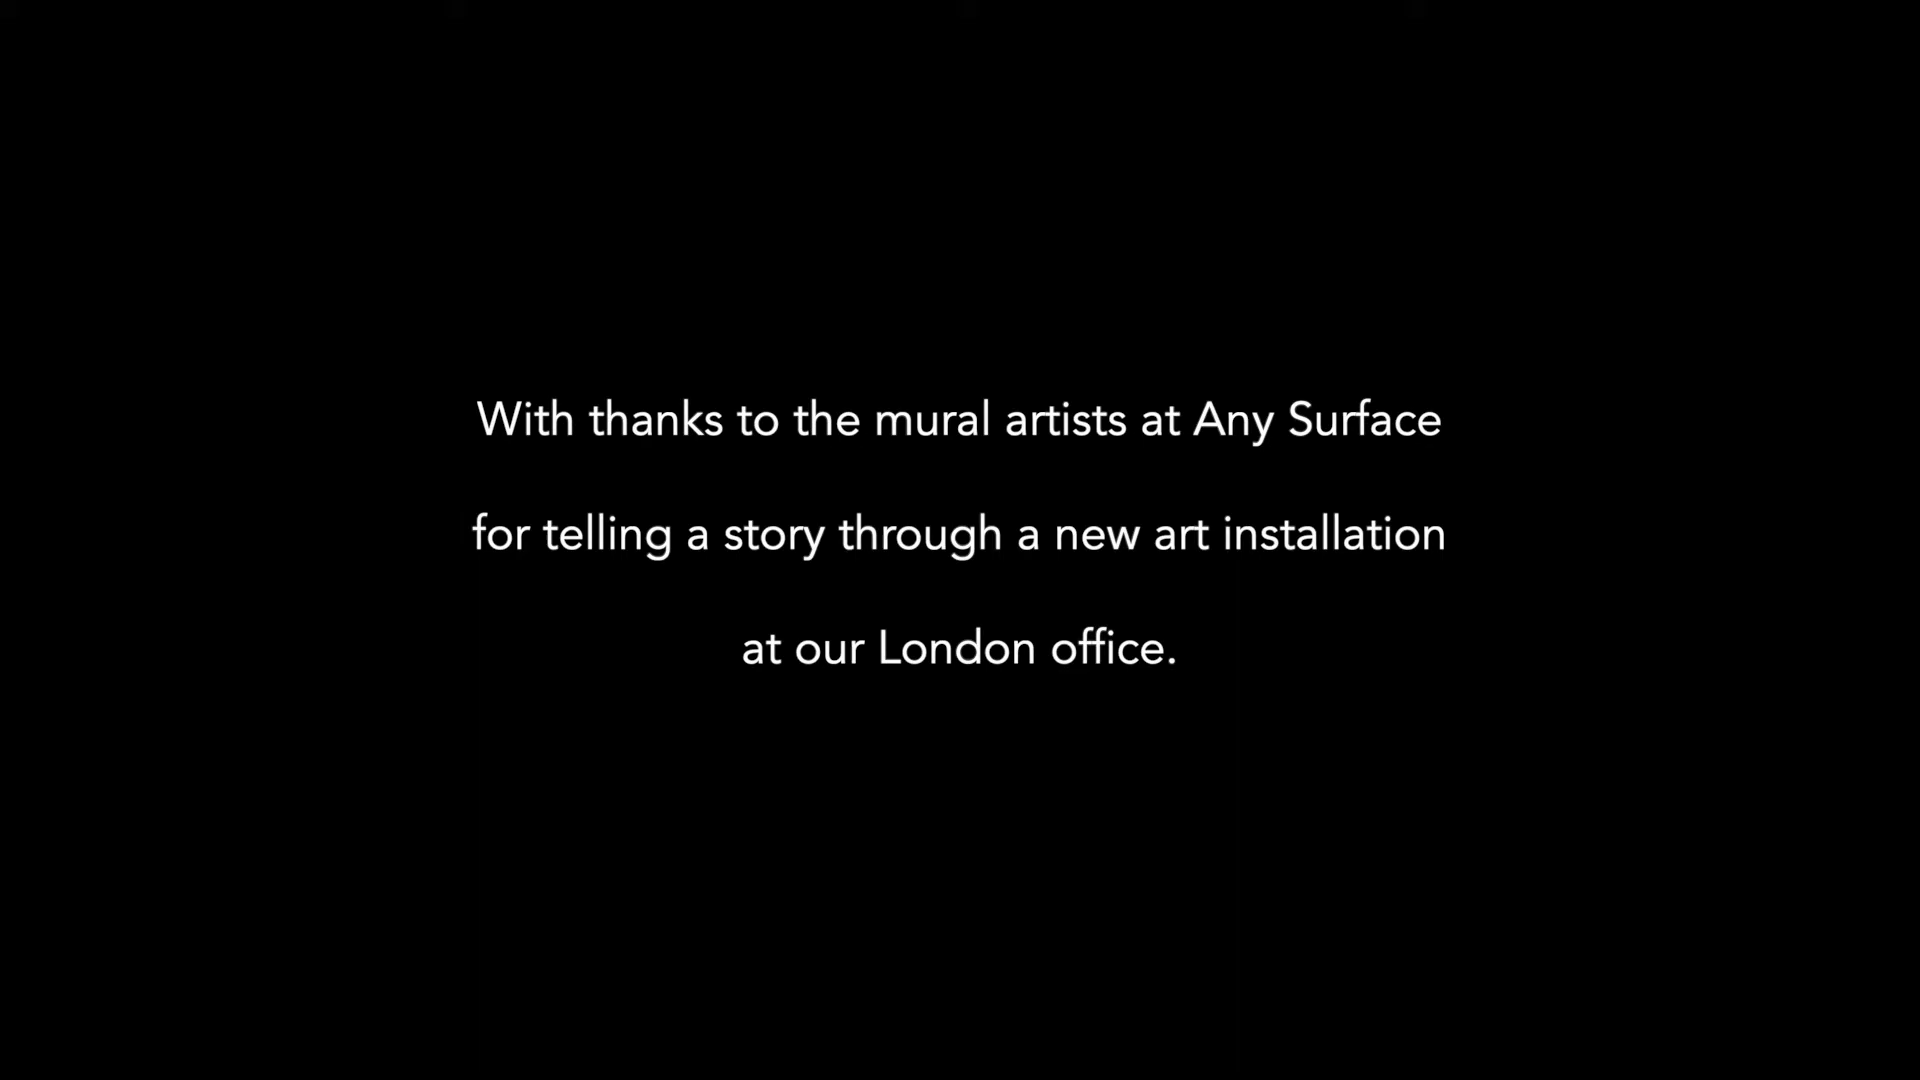 With thanks to the mural artists at Any Surface
for telling a story through a new art installation
at our London office.